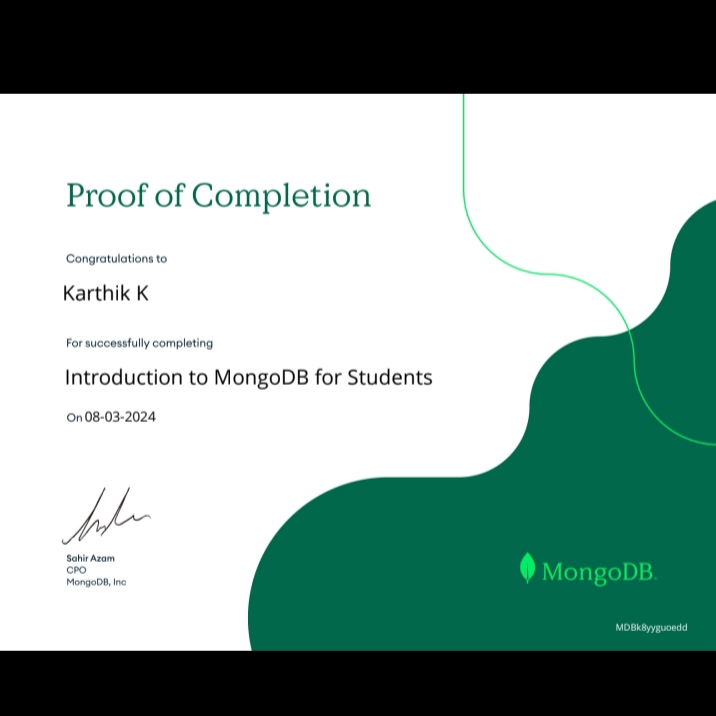 Proof of Completion
Congratulations to
Karthik K
For successfully completing
Introduction to MongoDB for Students
On 08-03-2024
Sahir Azam
CPO
MongoDB, Inc
MongoDB.
MDBk8yyguoedd